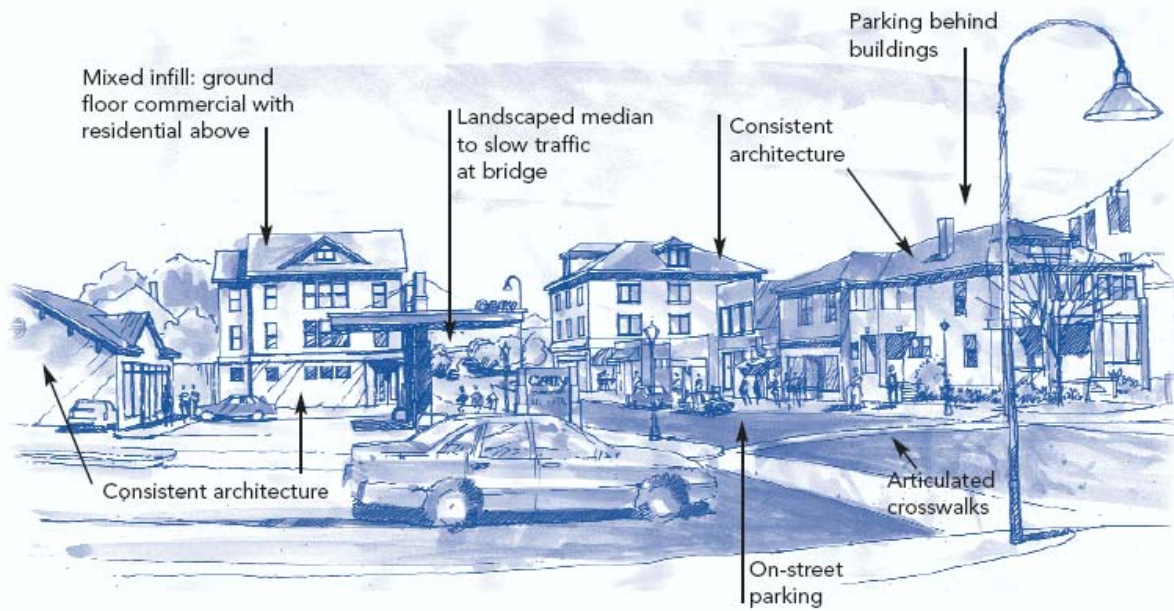 Parking behind
buildings
Mixed infill: ground
floor commercial with
residential above
Landscaped median
to slow traffic
at bridge
Consistent
architecture
Consistent architecture
Articulated
crosswalks
On-street
parking